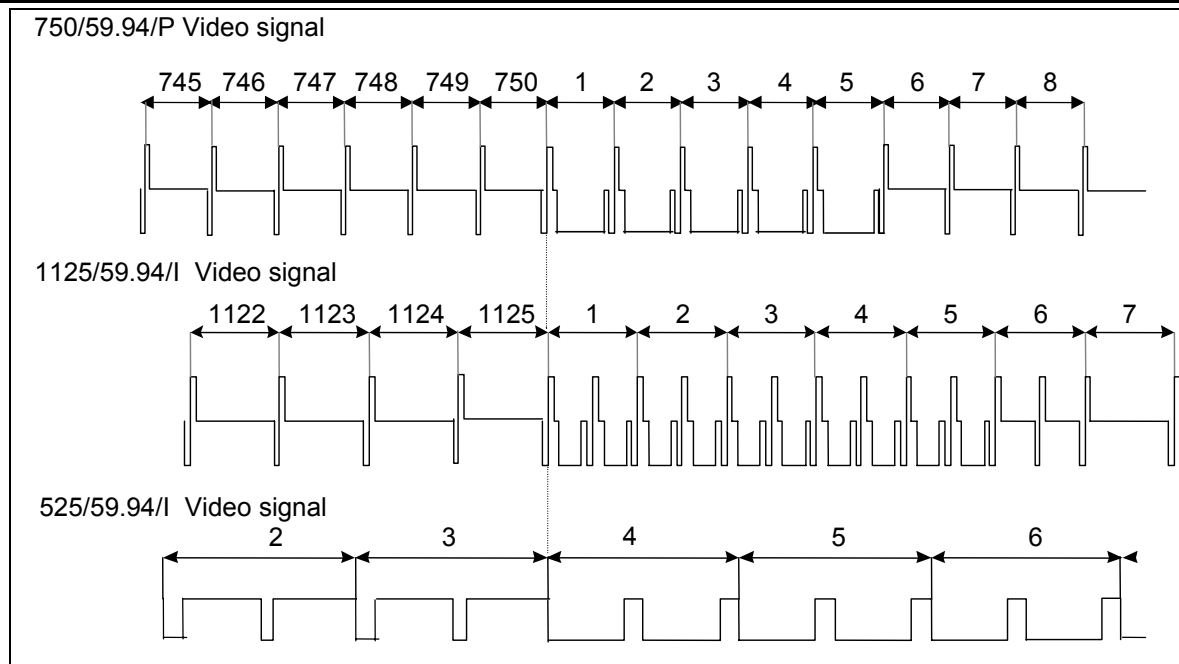 750/59.94/P Video signal
745 746 747 748 749 750 1 2 3 4 5 6 7 8
1125/59.94/I Video signal
1122 1123 1124 1125 1 2 3 4 5 6 7
525/59.94/I Video signal
2 3 4 5 6